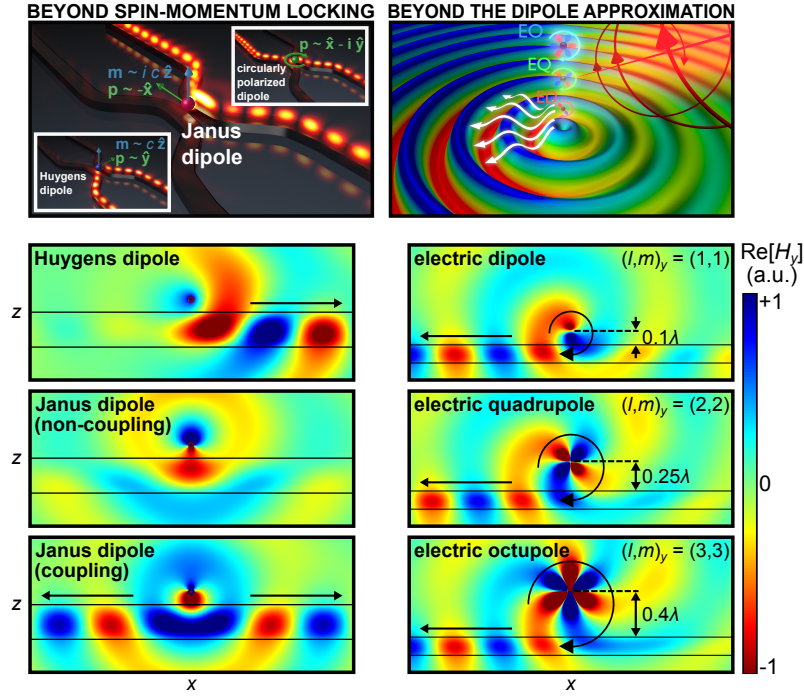 BEYOND SPIN-MOMENTUM LOCKING
m ~ i c ẑ
p ~ -x̂
Janus
dipole
p ~ x̂ - i ŷ
circularly
polarized
dipole
m ~ c ẑ
p ~ ŷ
Huygens
dipole
BEYOND THE DIPOLE APPROXIMATION
EO
EQ
ED
Huygens dipole
z
Janus dipole
(non-coupling)
z
Janus dipole
(coupling)
z
x
electric dipole (l,m)y = (1,1)
0.1λ
electric quadrupole (l,m)y = (2,2)
0.25λ
electric octupole (l,m)y = (3,3)
0.4λ
x
Re[Hy]
(a.u.)
+1
0
-1